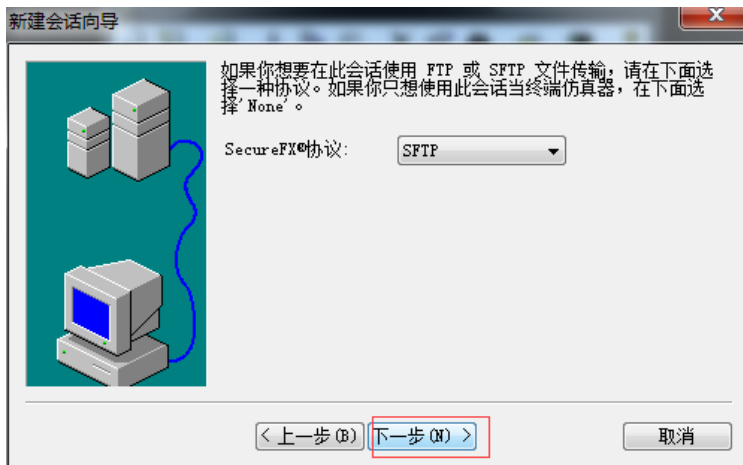 新建会话向导
如果你想要在此会话使用 FTP 或 SFTP 文件传输,请在下面选
择一种协议。如果你只想使用此会话当终端仿真器,在下面选
择'None'。
SecureFX®协议: SFTP
< 上一步(B) 下一步(N) > 取消